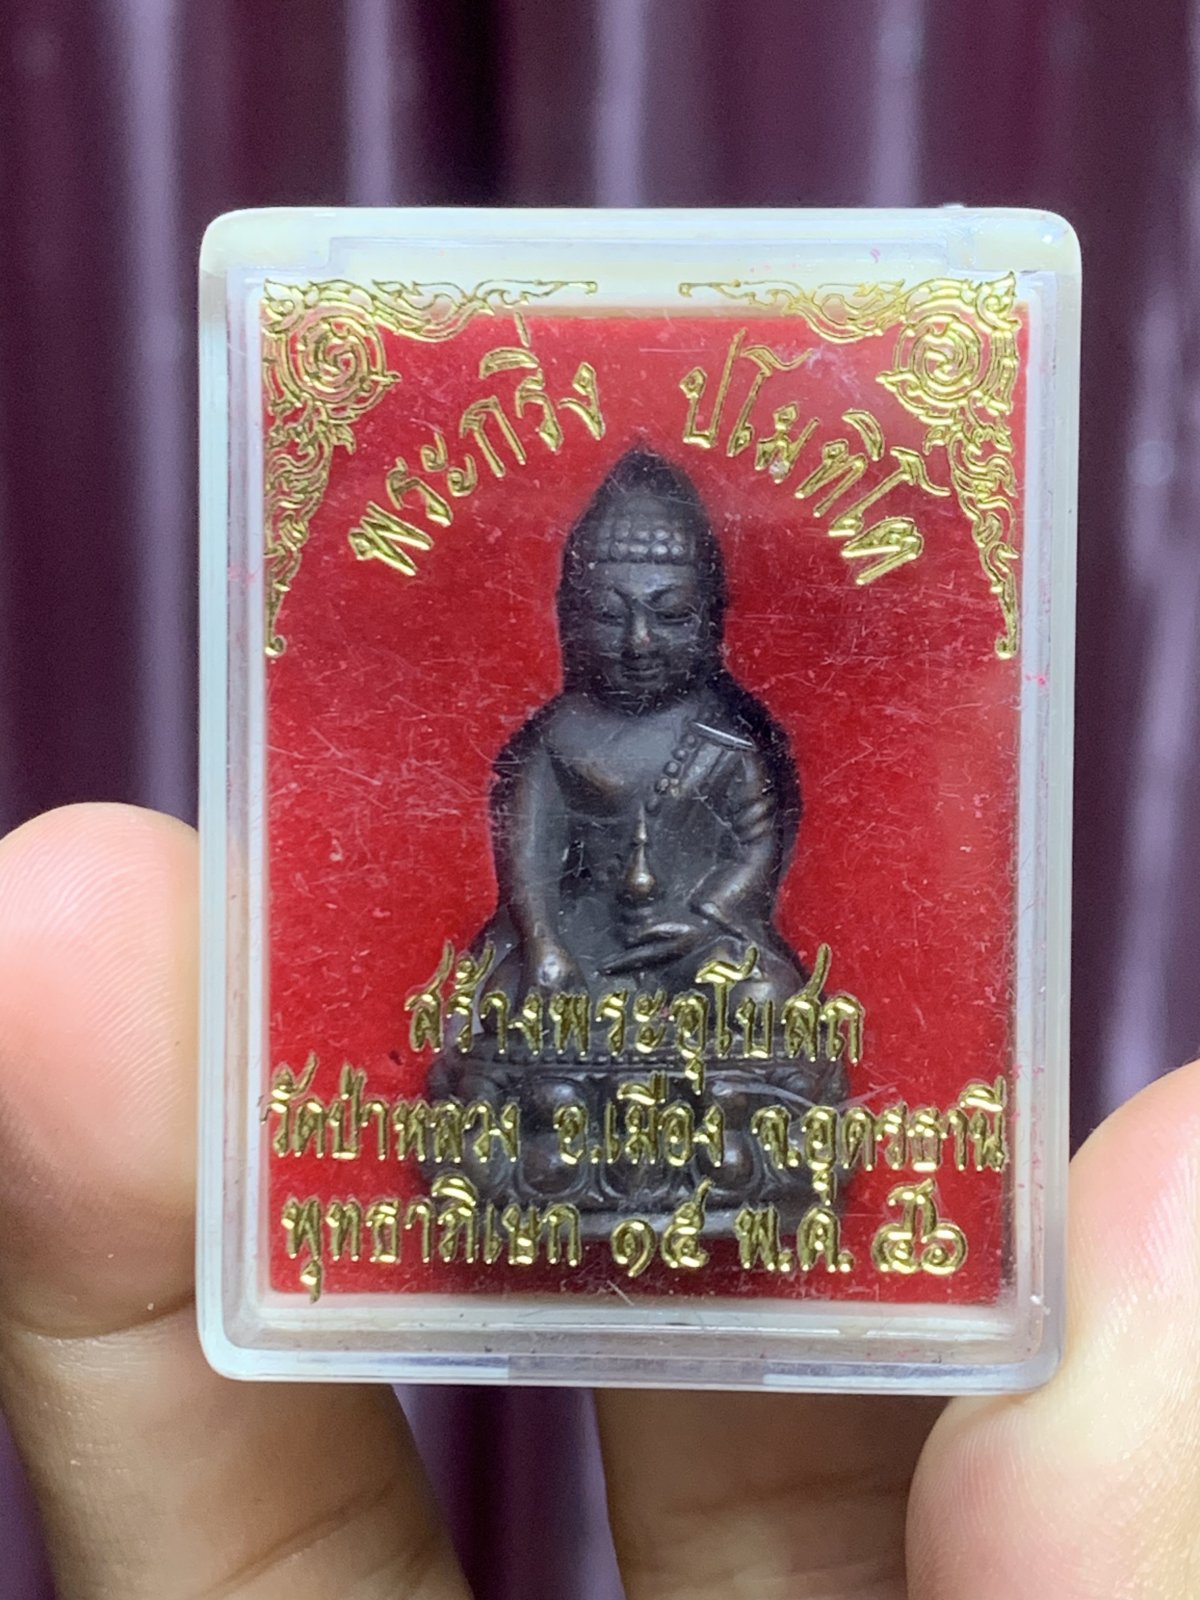 พระกริ่ง ปโมทิโต
สร้างพระอุโบสถ
วัดป่าหลวง อ.เมือง จ.อุดรธานี
พุทธาภิเษก ๑๕ พ.ค. ๕๖